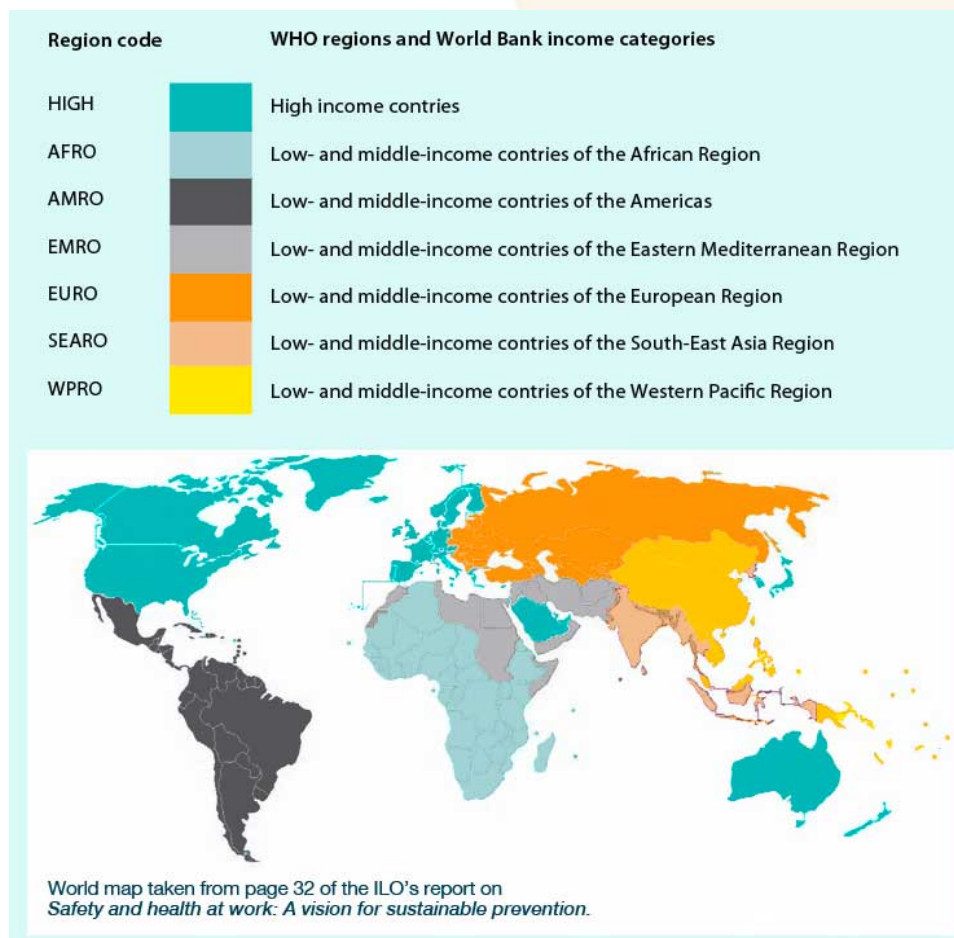 Region code WHO regions and World Bank income categories
HIGH High income contries
AFRO Low- and middle-income contries of the African Region
AMRO Low- and middle-income contries of the Americas
EMRO Low- and middle-income contries of the Eastern Mediterranean Region
EURO Low- and middle-income contries of the European Region
SEARO Low- and middle-income contries of the South-East Asia Region
WPRO Low- and middle-income contries of the Western Pacific Region
World map taken from page 32 of the ILO's report on
Safety and health at work: A vision for sustainable prevention.